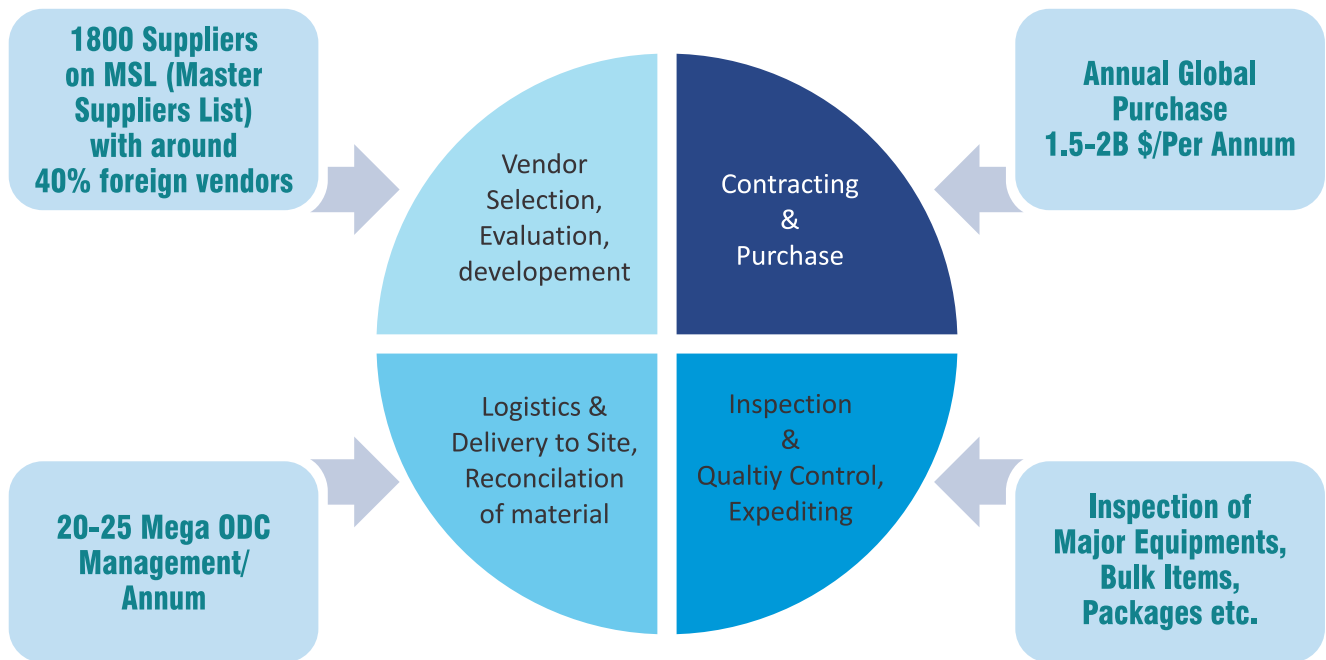 1800 Suppliers
on MSL (Master
Suppliers List)
with around
40% foreign vendors
Vendor
Selection,
Evaluation,
developement
Contracting
&
Purchase
Annual Global
Purchase
1.5-2B $/Per Annum
20-25 Mega ODC
Management/
Annum
Logistics &
Delivery to Site,
Reconcilation
of material
Inspection
&
Qualtiy Control,
Expediting
Inspection of
Major Equipments,
Bulk Items,
Packages etc.